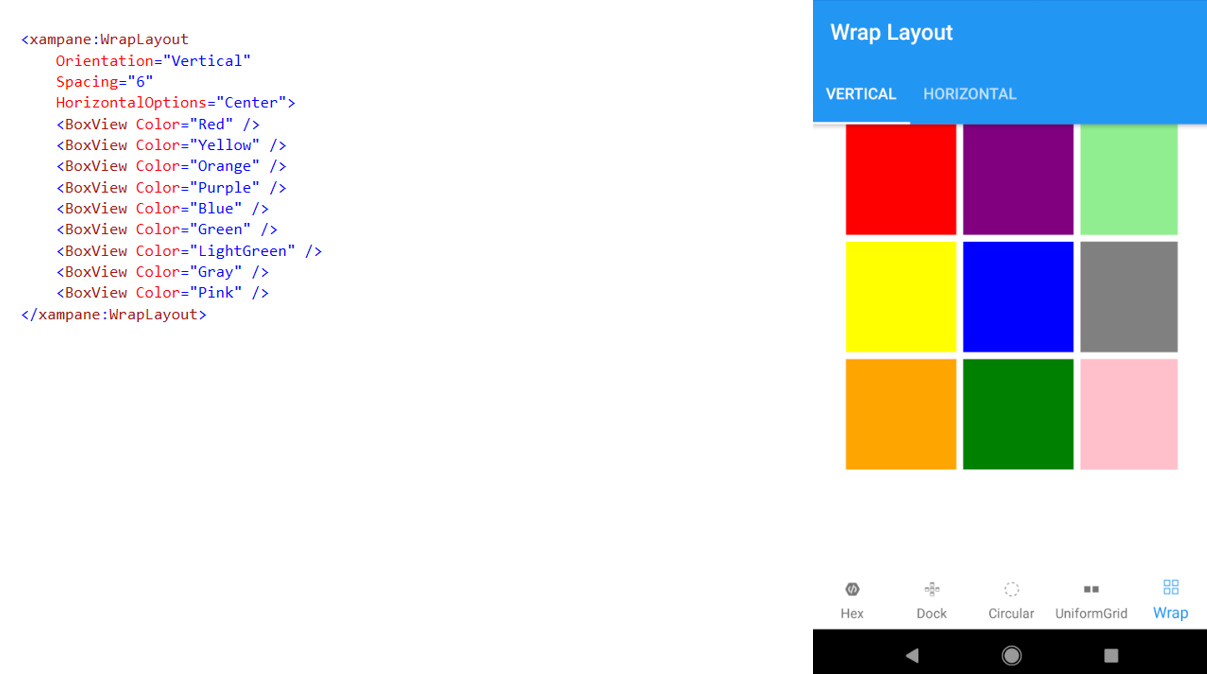 <xampane:WrapLayout
    Orientation="Vertical"
    Spacing="6"
    HorizontalOptions="Center">
    <BoxView Color="Red" />
    <BoxView Color="Yellow" />
    <BoxView Color="Orange" />
    <BoxView Color="Purple" />
    <BoxView Color="Blue" />
    <BoxView Color="Green" />
    <BoxView Color="LightGreen" />
    <BoxView Color="Gray" />
    <BoxView Color="Pink" />
</xampane:WrapLayout>
Wrap Layout
VERTICAL HORIZONTAL
Hex Dock Circular UniformGrid Wrap